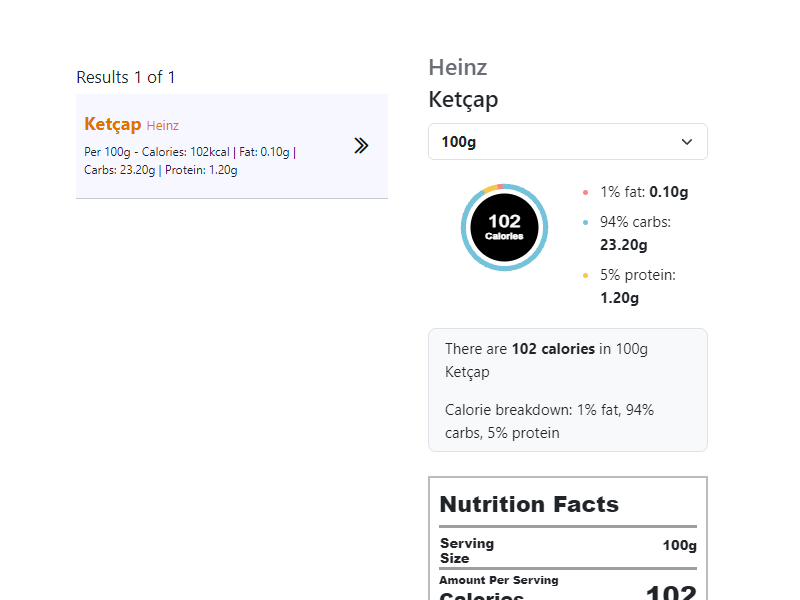 Results 1 of 1
Ketçap Heinz
Per 100g - Calories: 102kcal | Fat: 0.10g |
Carbs: 23.20g | Protein: 1.20g
Heinz
Ketçap
100g
102
Calories
1% fat: 0.10g
94% carbs:
23.20g
5% protein:
1.20g
There are 102 calories in 100g
Ketçap
Calorie breakdown: 1% fat, 94%
carbs, 5% protein
Nutrition Facts
Serving
Size
100g
Amount Per Serving
Calories
102